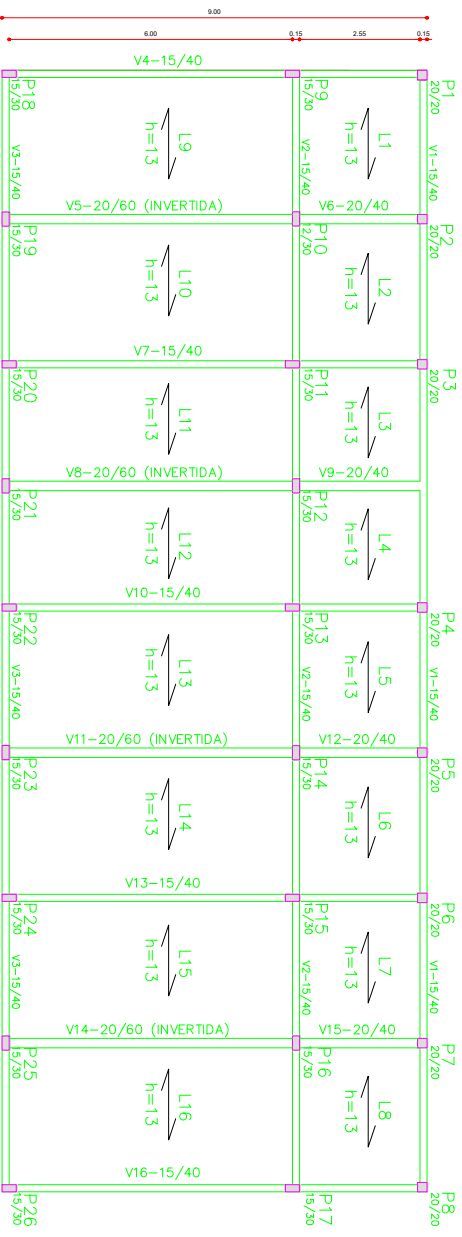 9.00
6.00
0.15
2.55
0.15
V4-15/40
P18
15/30
P9
15/30
P1
20/20
V3-15/40
L9
h=13
V2-15/40
L1
h=13
V1-15/40
V5-20/60 (INVERTIDA)
V6-20/40
P19
15/30
P10
12/30
P2
20/20
L10
h=13
L2
h=13
V7-15/40
P20
15/30
P11
15/30
P3
20/20
L11
h=13
L3
h=13
V8-20/60 (INVERTIDA)
V9-20/40
P21
15/30
P12
15/30
L12
h=13
L4
h=13
V10-15/40
P22
15/30
P13
15/30
P4
20/20
V3-15/40
L13
h=13
V2-15/40
L5
h=13
V1-15/40
V11-20/60 (INVERTIDA)
V12-20/40
P23
15/30
P14
15/30
P5
20/20
L14
h=13
L6
h=13
V13-15/40
P24
15/30
P15
15/30
P6
20/20
V3-15/40
L15
h=13
V2-15/40
L7
h=13
V1-15/40
V14-20/60 (INVERTIDA)
V15-20/40
P25
15/30
P16
15/30
P7
20/20
L16
h=13
L8
h=13
V16-15/40
P26
15/30
P17
15/30
P8
20/20